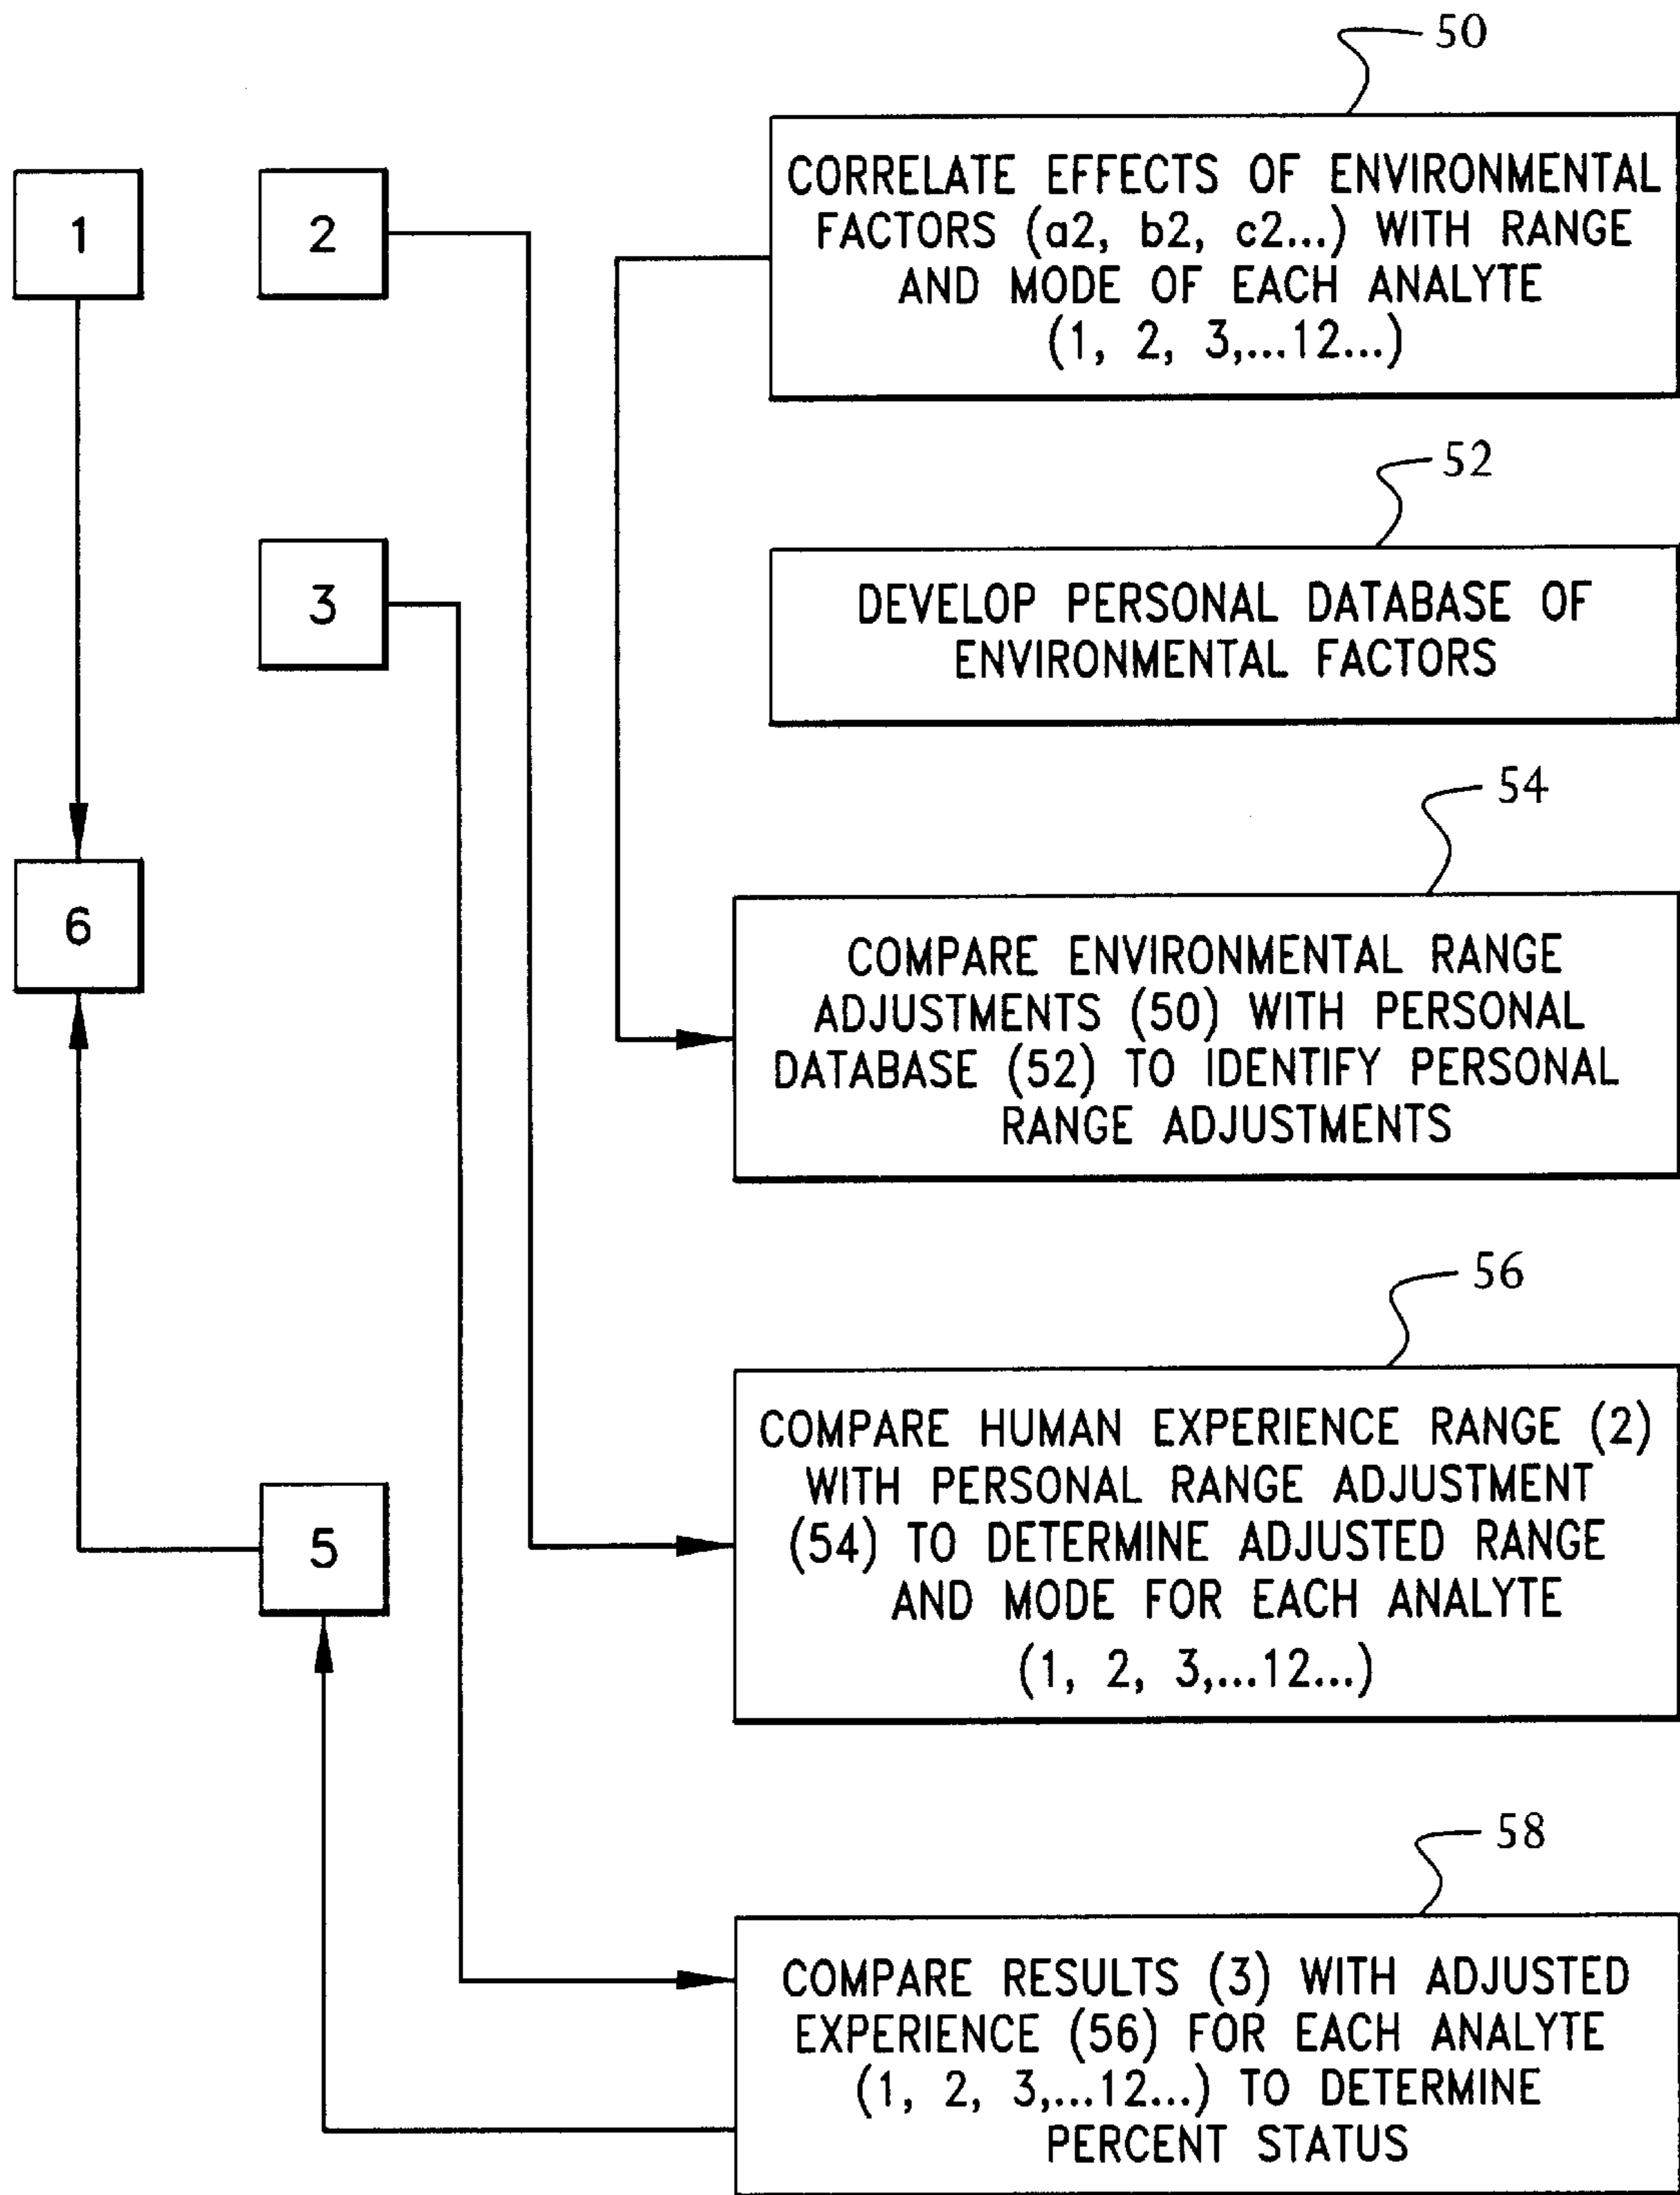 50
1
2
CORRELATE EFFECTS OF ENVIRONMENTAL
FACTORS (a2, b2, c2...) WITH RANGE
AND MODE OF EACH ANALYTE
(1, 2, 3,...12...)
52
3
DEVELOP PERSONAL DATABASE OF
ENVIRONMENTAL FACTORS
54
6
COMPARE ENVIRONMENTAL RANGE
ADJUSTMENTS (50) WITH PERSONAL
DATABASE (52) TO IDENTIFY PERSONAL
RANGE ADJUSTMENTS
56
5
COMPARE HUMAN EXPERIENCE RANGE (2)
WITH PERSONAL RANGE ADJUSTMENT
(54) TO DETERMINE ADJUSTED RANGE
AND MODE FOR EACH ANALYTE
(1, 2, 3,...12...)
58
COMPARE RESULTS (3) WITH ADJUSTED
EXPERIENCE (56) FOR EACH ANALYTE
(1, 2, 3,...12...) TO DETERMINE
PERCENT STATUS